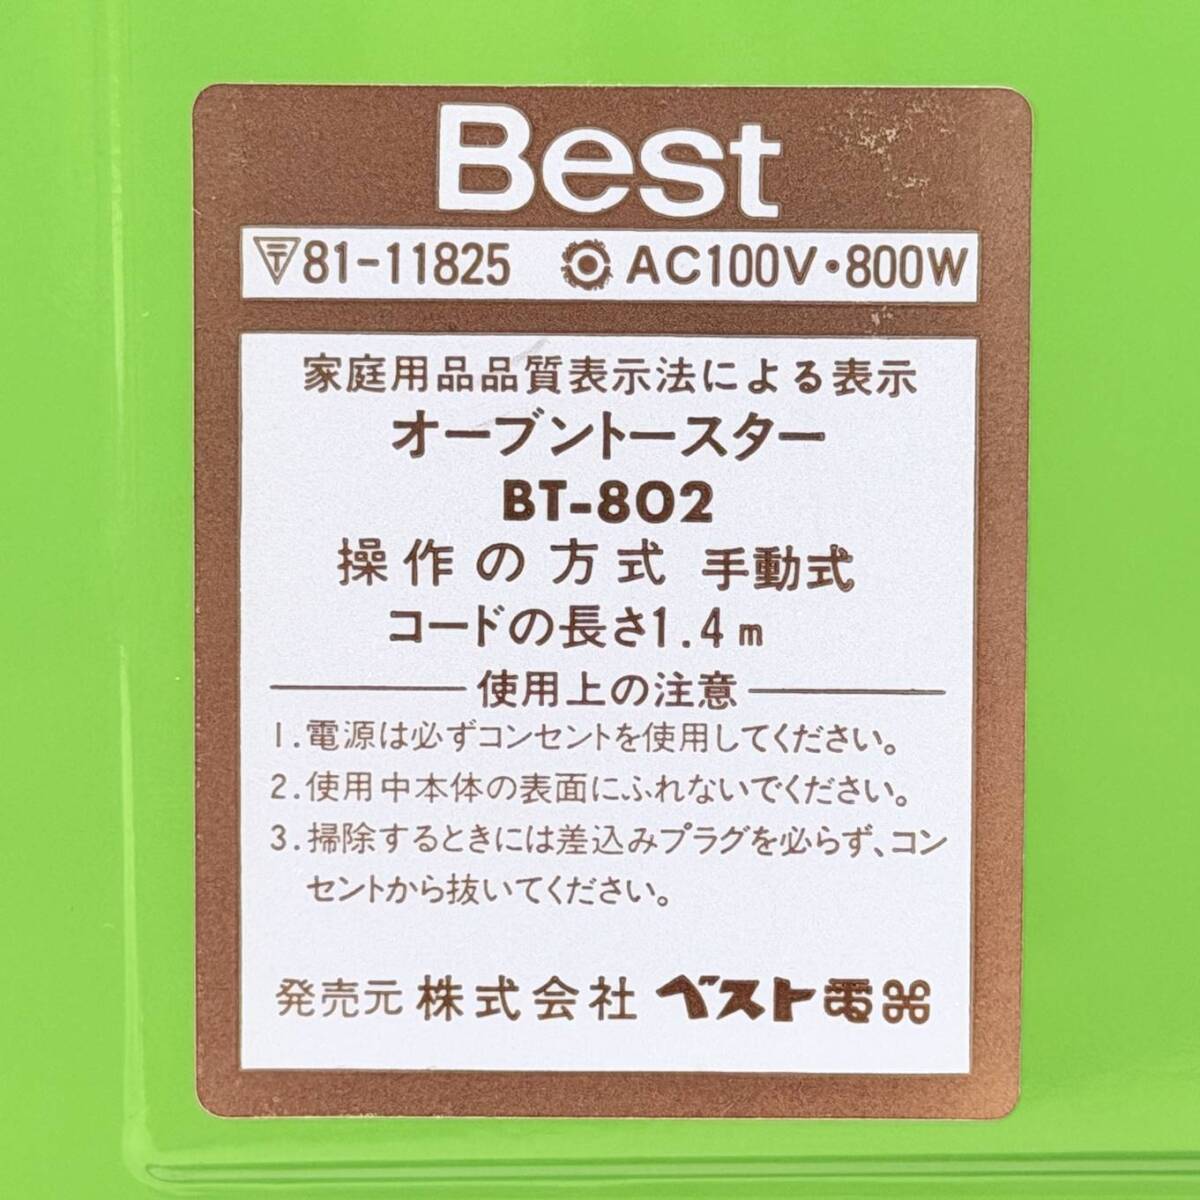 Best
〒81-11825 AC100V・800W
家庭用品品質表示法による表示
オーブントースター
BT-802
操作の方式 手動式
コードの長さ1.4m
使用上の注意
1.電源は必ずコンセントを使用してください。
2.使用中本体の表面にふれないでください。
3.掃除するときには差込みプラグを必らず、コン
セントから抜いてください。
発売元 株式会社 ベスト電器